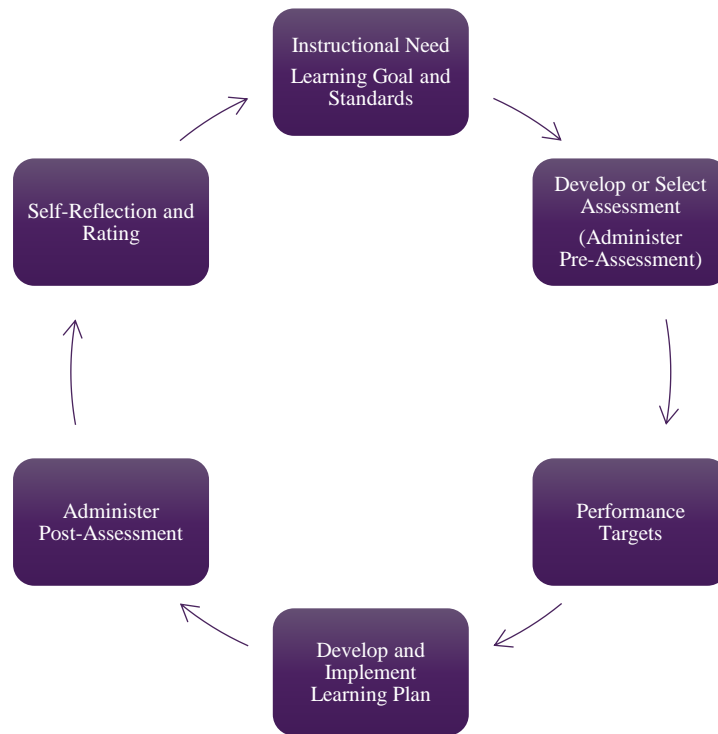 Instructional Need
Learning Goal and
Standards
Develop or Select
Assessment
(Administer
Pre-Assessment)
Performance
Targets
Develop and
Implement
Learning Plan
Administer
Post-Assessment
Self-Reflection and
Rating